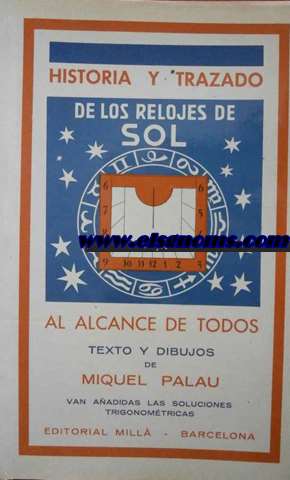 HISTORIA Y TRAZADO
DE LOS RELOJES DE
SOL
6 6
7 5
8 4
9 10 11 12 1 2 3
www.elsanoms.com
AL ALCANCE DE TODOS
TEXTO Y DIBUJOS
DE
MIQUEL PALAU
VAN AÑADIDAS LAS SOLUCIONES
TRIGONOMÉTRICAS
EDITORIAL MILLÀ - BARCELONA